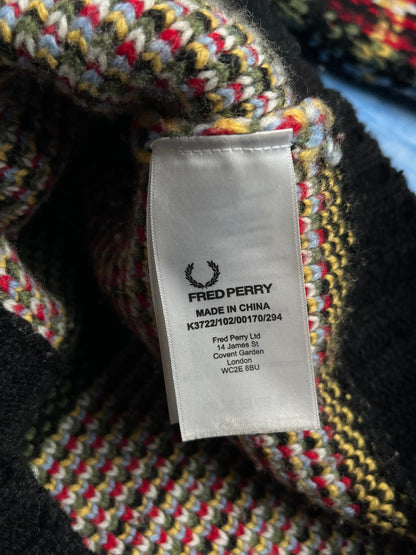 FRED PERRY
MADE IN CHINA
K3722/102/00170/294
Fred Perry Ltd
14 James St
Covent Garden
London
WC2E 8BU